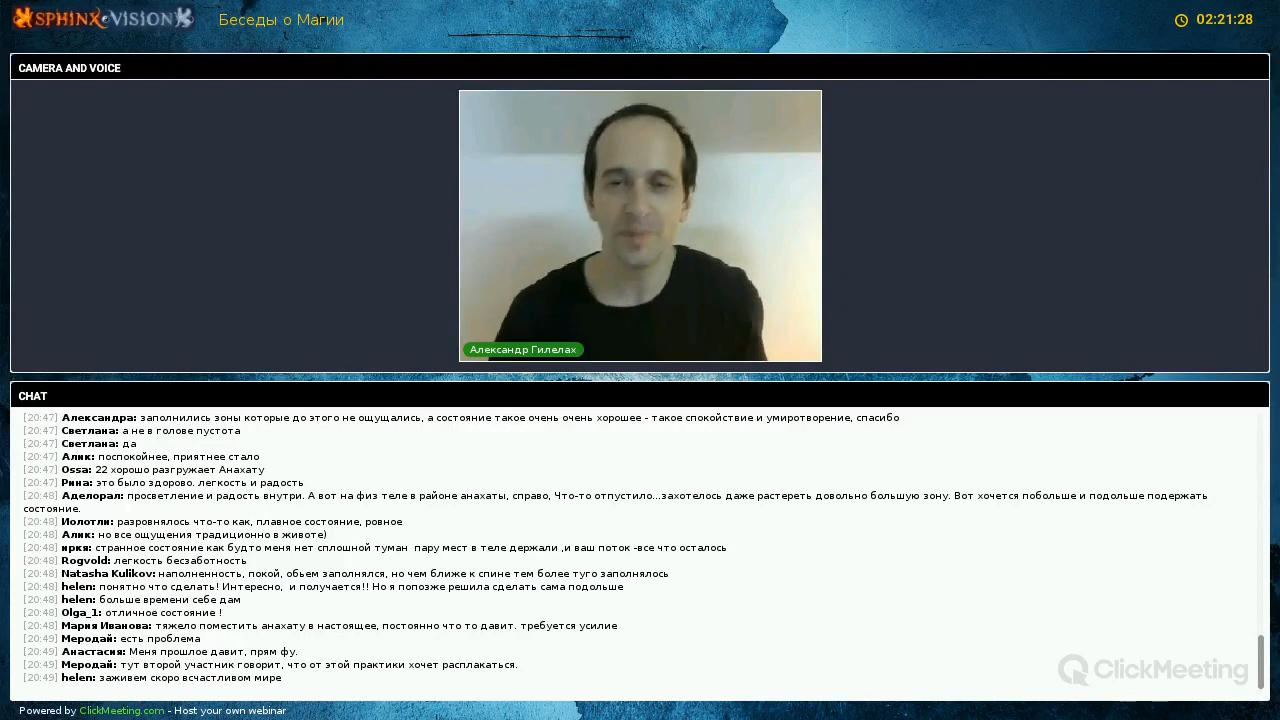 SPHINX VISION
Беседы о Магии
02:21:28
CAMERA AND VOICE
Александр Гилелах
CHAT
[20:47] Александра: заполнились зоны которые до этого не ощущались, а состояние такое очень очень хорошее - такое спокойствие и умиротворение, спасибо
[20:47] Светлана: а не в голове пустота
[20:47] Светлана: да
[20:47] Алик: поспокойнее, приятнее стало
[20:47] Ossa: 22 хорошо разгружает Анахату
[20:47] Рина: это было здорово. легкость и радость
[20:48] Аделорал: просветление и радость внутри. А вот на физ теле в районе анахаты, справо, Что-то отпустило...захотелось даже растереть довольно большую зону. Вот хочется побольше и подольше подержать
состояние.
[20:48] Иолотли: разровнялось что-то как, плавное состояние, ровное
[20:48] Алик: но все ощущения традиционно в животе)
[20:48] иркя: странное состояние как будто меня нет сплошной туман  пару мест в теле держали ,и ваш поток -все что осталось
[20:48] Rogvold: легкость беззаботность
[20:48] Natasha Kulikov: наполненность, покой, обьем заполнялся, но чем ближе к спине тем более туго заполнялось
[20:48] helen: понятно что сделать! Интересно,  и получается!! Но я попозже решила сделать сама подольше
[20:48] helen: больше времени себе дам
[20:48] Olga_1: отличное состояние !
[20:48] Мария Иванова: тяжело поместить анахату в настоящее, постоянно что то давит. требуется усилие
[20:49] Меродай: есть проблема
[20:49] Анастасия: Меня прошлое давит, прям фу.
[20:49] Меродай: тут второй участник говорит, что от этой практики хочет расплакаться.
[20:49] helen: заживем скоро всчастливом мире
ClickMeeting
Powered by ClickMeeting.com - Host your own webinar